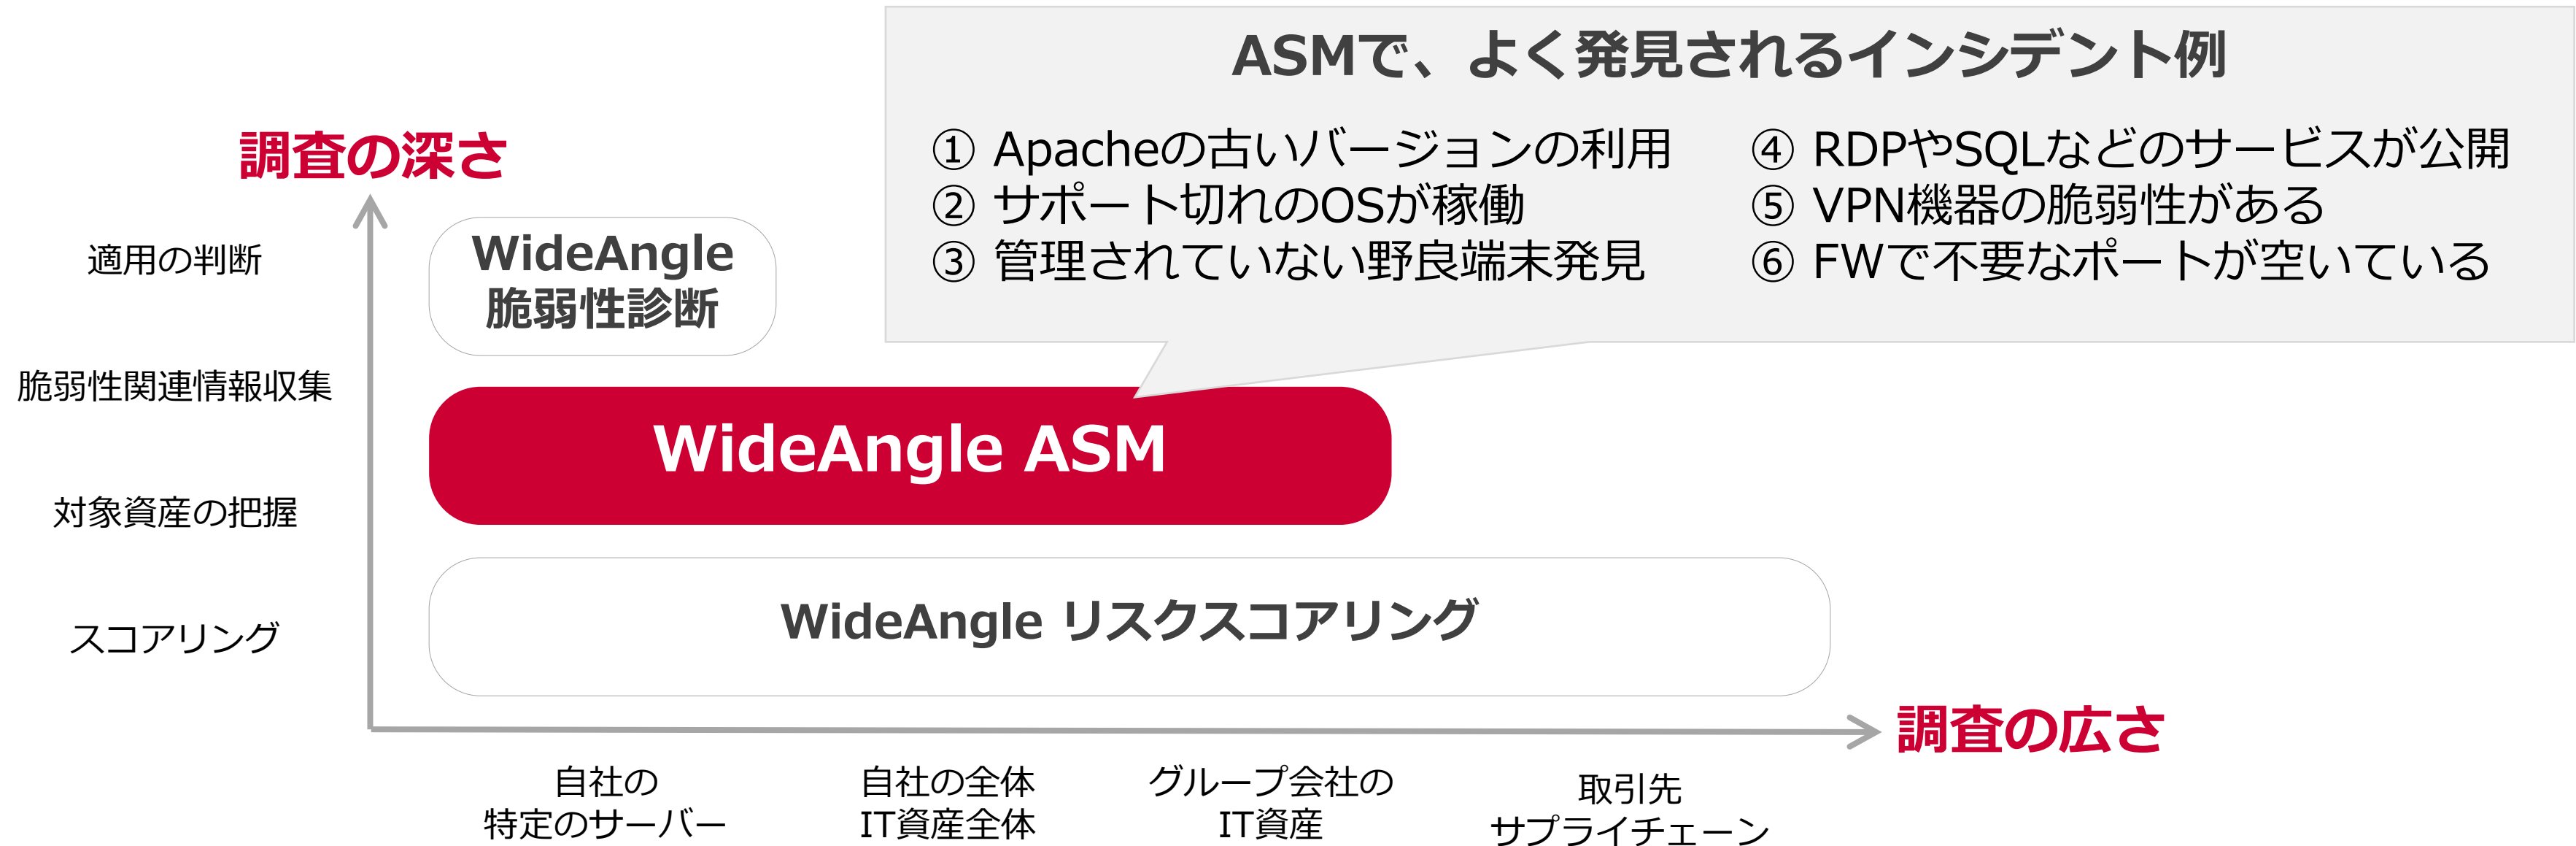 ASMで、よく発見されるインシデント例
① Apacheの古いバージョンの利用
② サポート切れのOSが稼働
③ 管理されていない野良端末発見
④ RDPやSQLなどのサービスが公開
⑤ VPN機器の脆弱性がある
⑥ FWで不要なポートが空いている
調査の深さ
適用の判断
脆弱性関連情報収集
対象資産の把握
スコアリング
WideAngle
脆弱性診断
WideAngle ASM
WideAngle リスクスコアリング
調査の広さ
自社の
特定のサーバー
自社の全体
IT資産全体
グループ会社の
IT資産
取引先
サプライチェーン